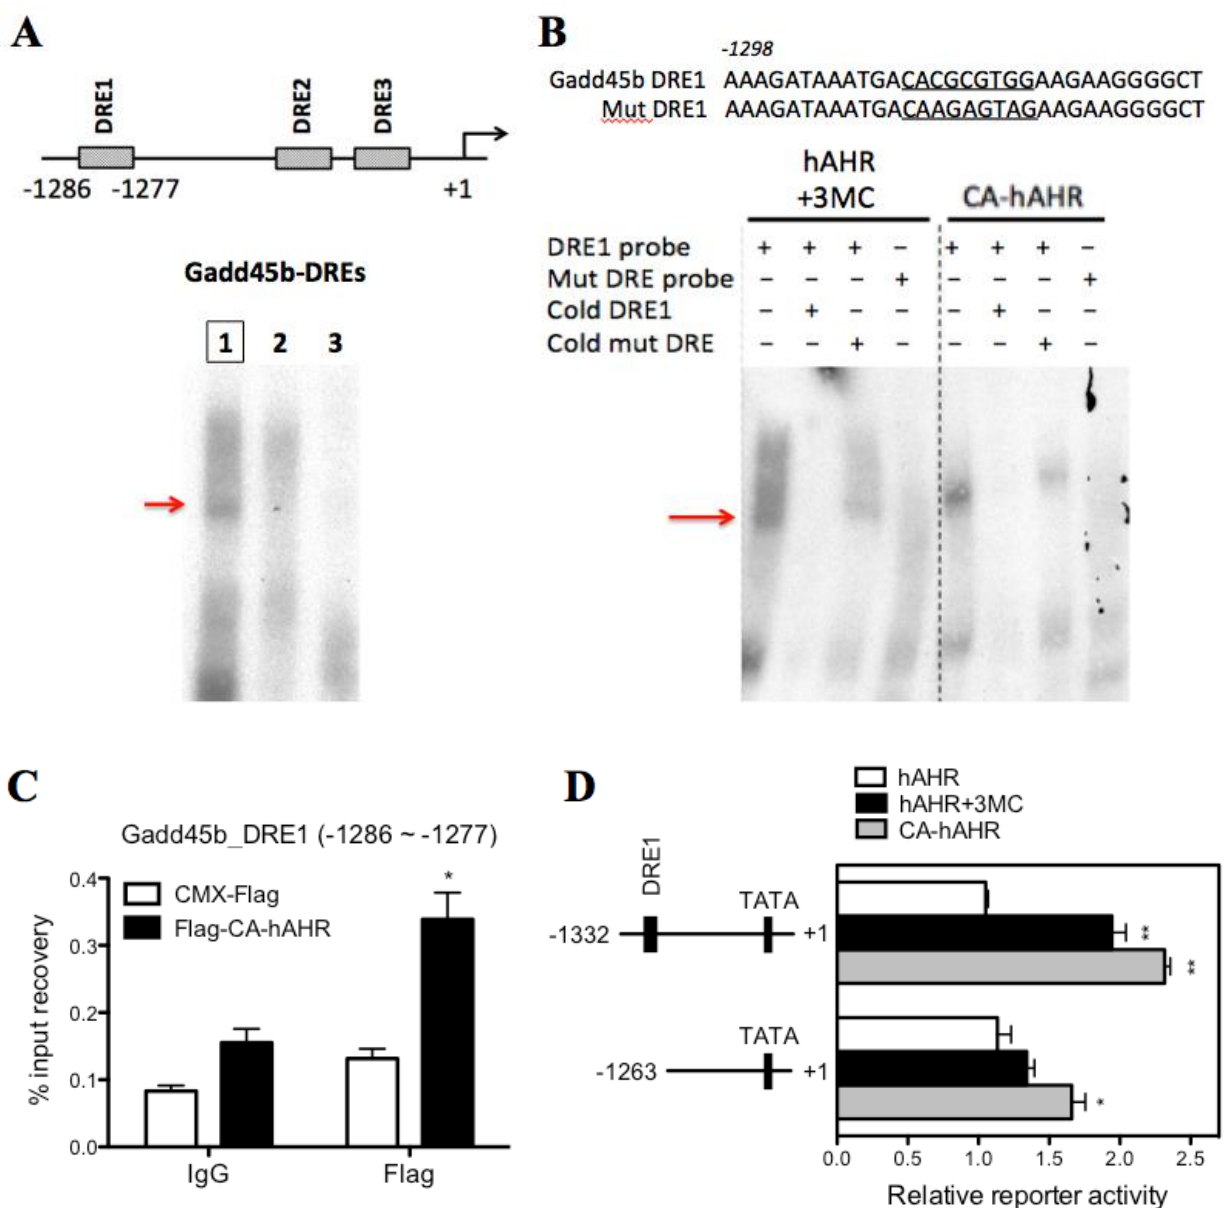 A
DRE1
DRE2
DRE3
-1286 -1277
+1
Gadd45b-DREs
1 2 3
B
-1298
Gadd45b DRE1 AAAGATAAATGACACGCGTGGAAGAAGGGGCT
Mut DRE1 AAAGATAAATGACAAGAGTAGAAGAAGGGGCT
hAHR
+3MC
CA-hAHR
DRE1 probe + + + − + + + −
Mut DRE probe − − − + − − − +
Cold DRE1 − + − − − + − −
Cold mut DRE − − + − − − + −
C
Gadd45b_DRE1 (-1286 ~ -1277)
CMX-Flag
Flag-CA-hAHR
*
% input recovery
0.4
0.3
0.2
0.1
0.0
IgG
Flag
D
hAHR
hAHR+3MC
CA-hAHR
DRE1
TATA
-1332
+1
**
**
TATA
-1263
+1
*
0.0 0.5 1.0 1.5 2.0 2.5
Relative reporter activity